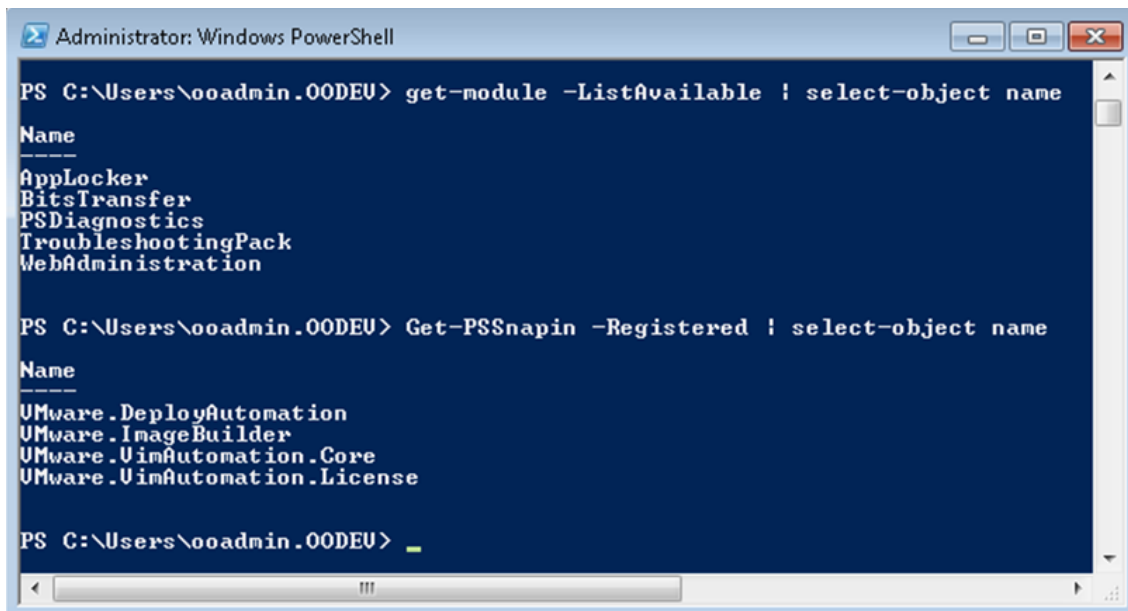 Administrator: Windows PowerShell
PS C:\Users\ooadmin.OODEV> get-module -ListAvailable | select-object name
Name
----
AppLocker
BitsTransfer
PSDiagnostics
TroubleshootingPack
WebAdministration
PS C:\Users\ooadmin.OODEV> Get-PSSnapin -Registered | select-object name
Name
----
VMware.DeployAutomation
VMware.ImageBuilder
VMware.VimAutomation.Core
VMware.VimAutomation.License
PS C:\Users\ooadmin.OODEV> _